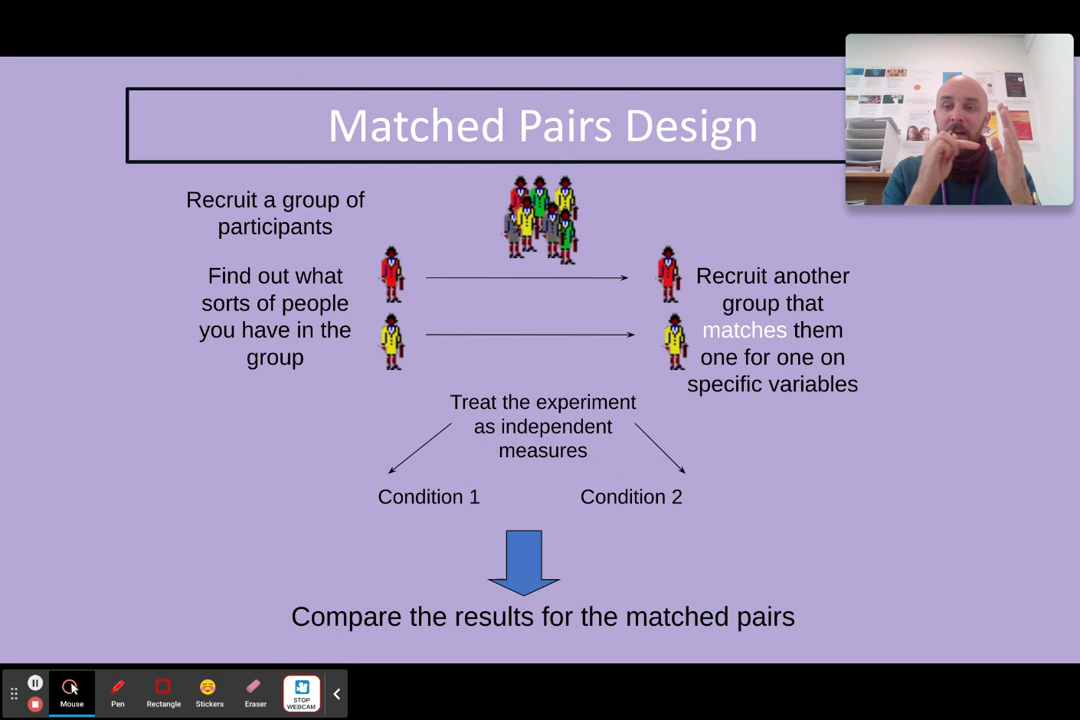 Matched Pairs Design
Recruit a group of
participants
Find out what
sorts of people
you have in the
group
Recruit another
group that
matches them
one for one on
specific variables
Treat the experiment
as independent
measures
Condition 1
Condition 2
Compare the results for the matched pairs
Mouse
Pen
Rectangle
Stickers
Eraser
STOP
WEBCAM